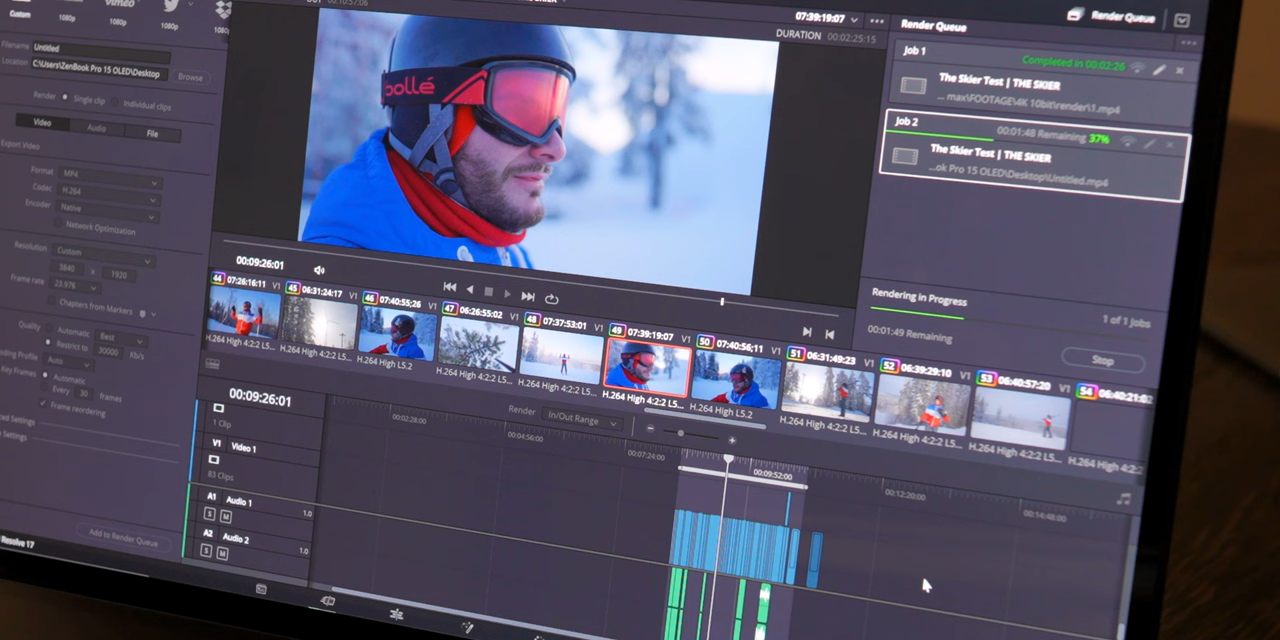 Custom
1080p
vimeo
1080p
1080p
1080p
Filename Untitled
Location C:\Users\ZenBook Pro 15 OLED\Desktop
Browse
Render Single clip Individual clips
Video Audio File
Export Video
Format MP4
Codec H.264
Encoder Native
Network Optimization
Resolution Custom
3840 x 1920
Frame rate 23.976
Chapters from Markers
Quality Automatic Best
Restrict to 30000 Kb/s
Profile Auto
Key Frames Automatic
Every 30 Frames
Frame reordering
Settings
Settings
Add to Render Queue
Resolve 17
07:39:19:07
DURATION 00:02:25:15
bollé
00:09:26:01
44 07:26:16:11 V1
45 06:31:24:17 V1
46 07:40:55:26 V1
47 06:26:55:02 V1
48 07:37:53:01 V1
49 07:39:19:07 V1
50 07:40:56:11 V1
51 06:31:49:23 V1
52 06:39:29:10 V1
53 06:40:57:20 V1
54 06:40:21:02
H.264 High 4:2:2 L5...
H.264 High 4:2:2 L5...
H.264 High L5.2
H.264 High 4:2:2 L5...
H.264 High 4:2:2 L5...
H.264 High 4:2:2 L5...
H.264 High L5.2
H.264 High 4:2:2 L5...
H.264 High 4:2:2 L5...
H.264 High 4:2:2 L5...
H.264 High 4:2:2
Render Queue
Render Queue
Job 1
Completed in 00:02:26
The Skier Test | THE SKIER
... max\FOOTAGE\4K 10bit\render\1.mp4
Job 2
00:01:48 Remaining 37%
The Skier Test | THE SKIER
...ok Pro 15 OLED\Desktop\Untitled.mp4
Rendering in Progress
1 of 1 Jobs
00:01:49 Remaining
Stop
00:09:26:01
Render In/Out Range
00:02:28:00
00:04:56:00
00:07:24:00
00:09:52:00
00:12:20:00
00:14:48:00
1 Clip
V1 Video 1
83 Clips
A1 Audio 1
S M
1.0
A2 Audio 2
S M
1.0